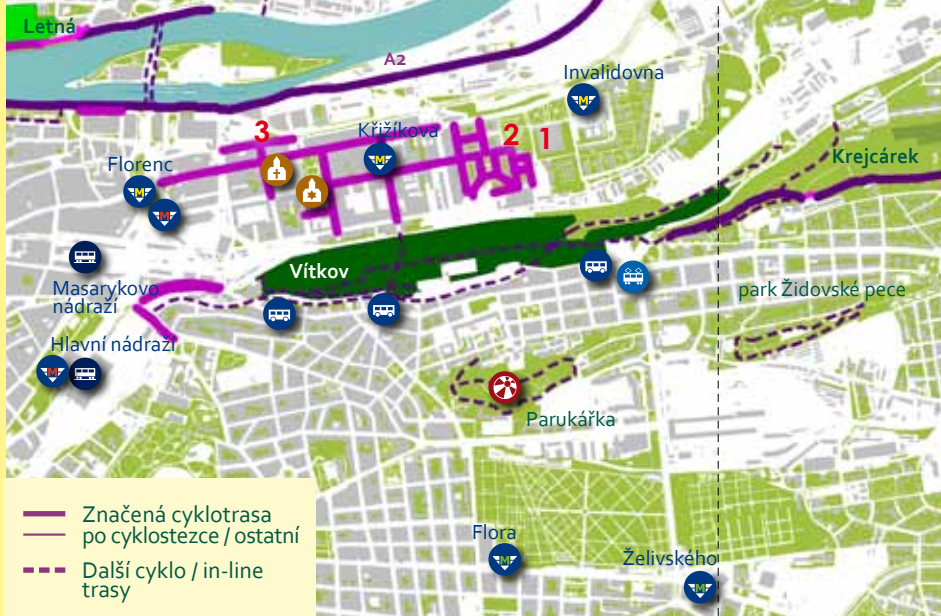 Letná
A2
Invalidovna
3
Křižíkova
2
1
Florenc
Krejcárek
Vítkov
Masarykovo
nádraží
park Židovské pece
Hlavní nádraží
Parukářka
Flora
Želivského
Značená cyklotrasa
po cyklostezce / ostatní
Další cyklo / in-line
trasy
M
M
M
M
M
M
M